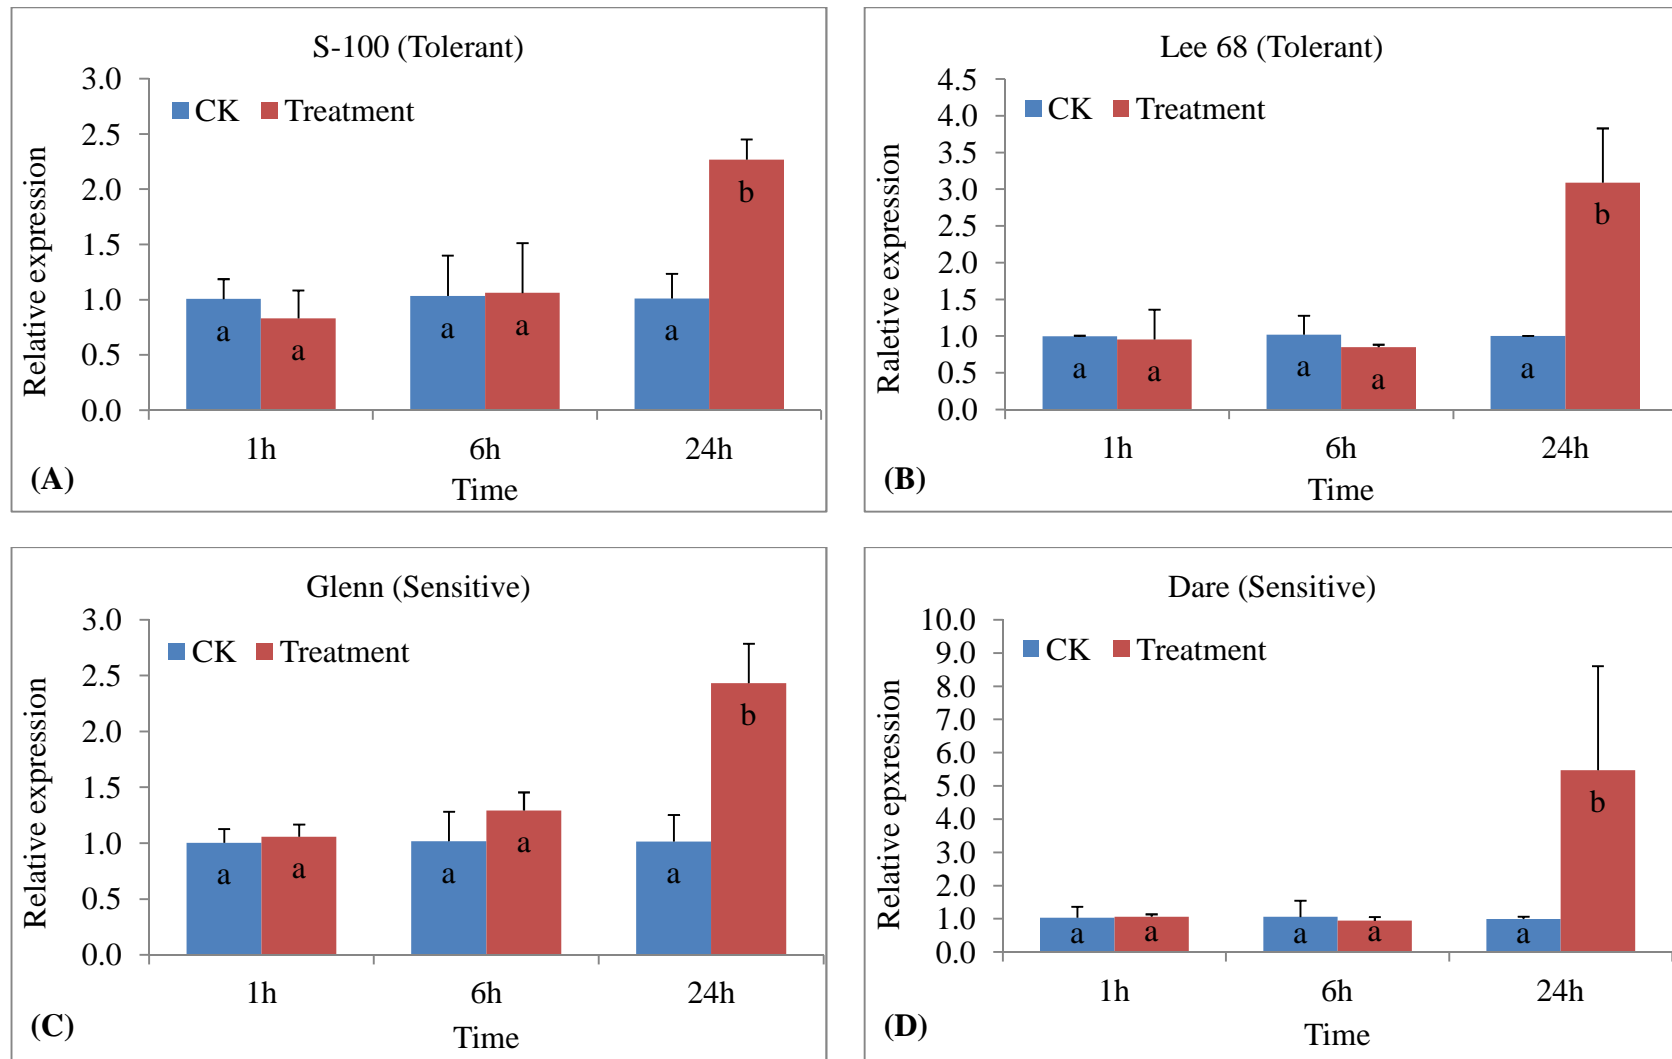 S-100 (Tolerant)
3.0
2.5
2.0
1.5
1.0
0.5
0.0
Relative expression
CK Treatment
a a a a a b
1h 6h 24h
Time
(A)
Lee 68 (Tolerant)
4.5
4.0
3.5
3.0
2.5
2.0
1.5
1.0
0.5
0.0
Raletive expression
CK Treatment
a a a a a b
1h 6h 24h
Time
(B)
Glenn (Sensitive)
3.0
2.5
2.0
1.5
1.0
0.5
0.0
Relative expression
CK Treatment
a a a a a b
1h 6h 24h
Time
(C)
Dare (Sensitive)
10.0
9.0
8.0
7.0
6.0
5.0
4.0
3.0
2.0
1.0
0.0
Relative epxression
CK Treatment
a a a a a b
1h 6h 24h
Time
(D)